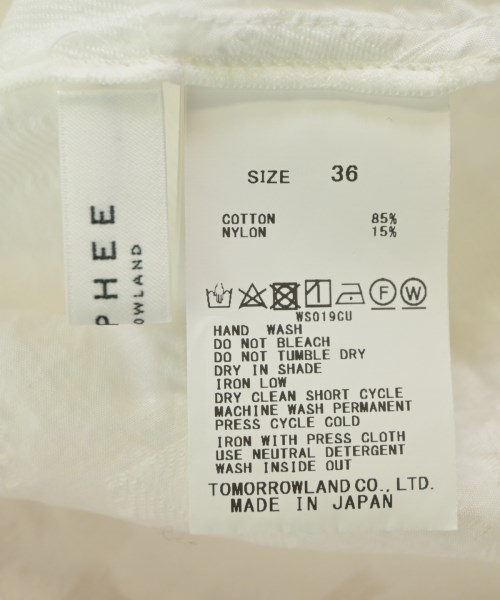 PHEE
OWLAND
SIZE 36
COTTON 85%
NYLON 15%
F W
WS019CU
HAND WASH
DO NOT BLEACH
DO NOT TUMBLE DRY
DRY IN SHADE
IRON LOW
DRY CLEAN SHORT CYCLE
MACHINE WASH PERMANENT
PRESS CYCLE COLD
IRON WITH PRESS CLOTH
USE NEUTRAL DETERGENT
WASH INSIDE OUT
TOMORROWLAND CO., LTD.
MADE IN JAPAN